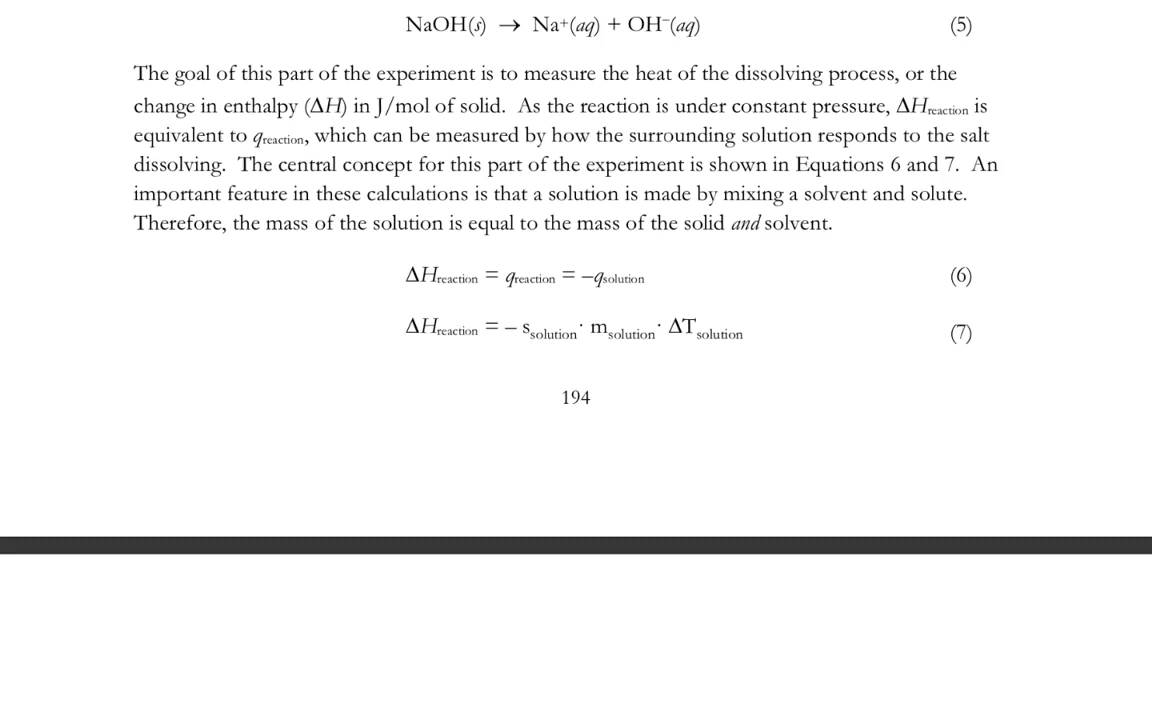 NaOH(s) → Na⁺(aq) + OH⁻(aq) (5)
The goal of this part of the experiment is to measure the heat of the dissolving process, or the
change in enthalpy (ΔH) in J/mol of solid. As the reaction is under constant pressure, ΔHreaction is
equivalent to qreaction, which can be measured by how the surrounding solution responds to the salt
dissolving. The central concept for this part of the experiment is shown in Equations 6 and 7. An
important feature in these calculations is that a solution is made by mixing a solvent and solute.
Therefore, the mass of the solution is equal to the mass of the solid and solvent.
ΔHreaction = qreaction = −qsolution (6)
ΔHreaction = – ssolution· msolution· ΔTsolution (7)
194